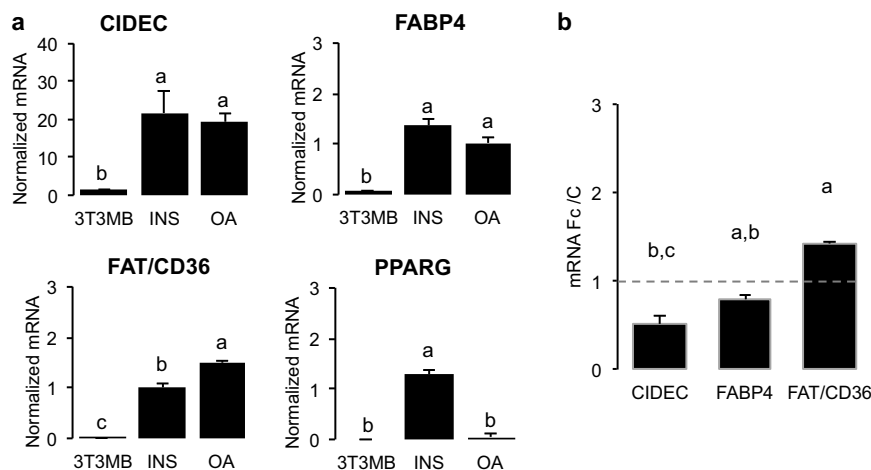 a
CIDEC
Normalized mRNA
40
30
20
10
0
b
a
a
3T3MB INS OA
FABP4
Normalized mRNA
3
2
1
0
a
a
3T3MB INS OA
FAT/CD36
Normalized mRNA
3
2
1
0
c
b
a
3T3MB INS OA
PPARG
Normalized mRNA
3
2
1
0
b
a
b
3T3MB INS OA
b
mRNA Fc /C
3
2
1
0
b,c
a,b
a
CIDEC FABP4 FAT/CD36